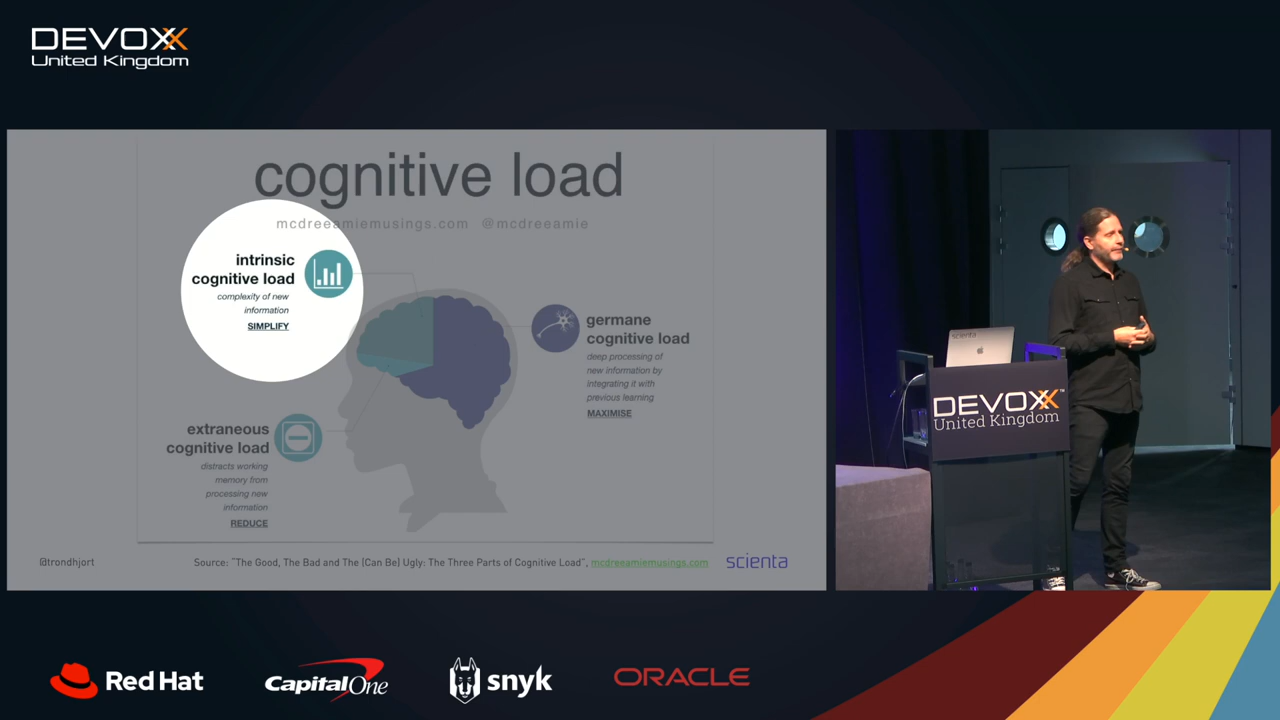 DEVOXX
United Kingdom
cognitive load
mcdreeamiemusings.com @mcdreeamie
intrinsic
cognitive load
complexity of new
information
SIMPLIFY
germane
cognitive load
deep processing of
new information by
integrating it with
previous learning
MAXIMISE
extraneous
cognitive load
distracts working
memory from
processing new
information
REDUCE
@trondhjort
Source: "The Good, The Bad and The (Can Be) Ugly: The Three Parts of Cognitive Load", mcdreeamiemusings.com
scienta
scienta
DEVOXX™
United Kingdom
Red Hat
Capital One
snyk
ORACLE